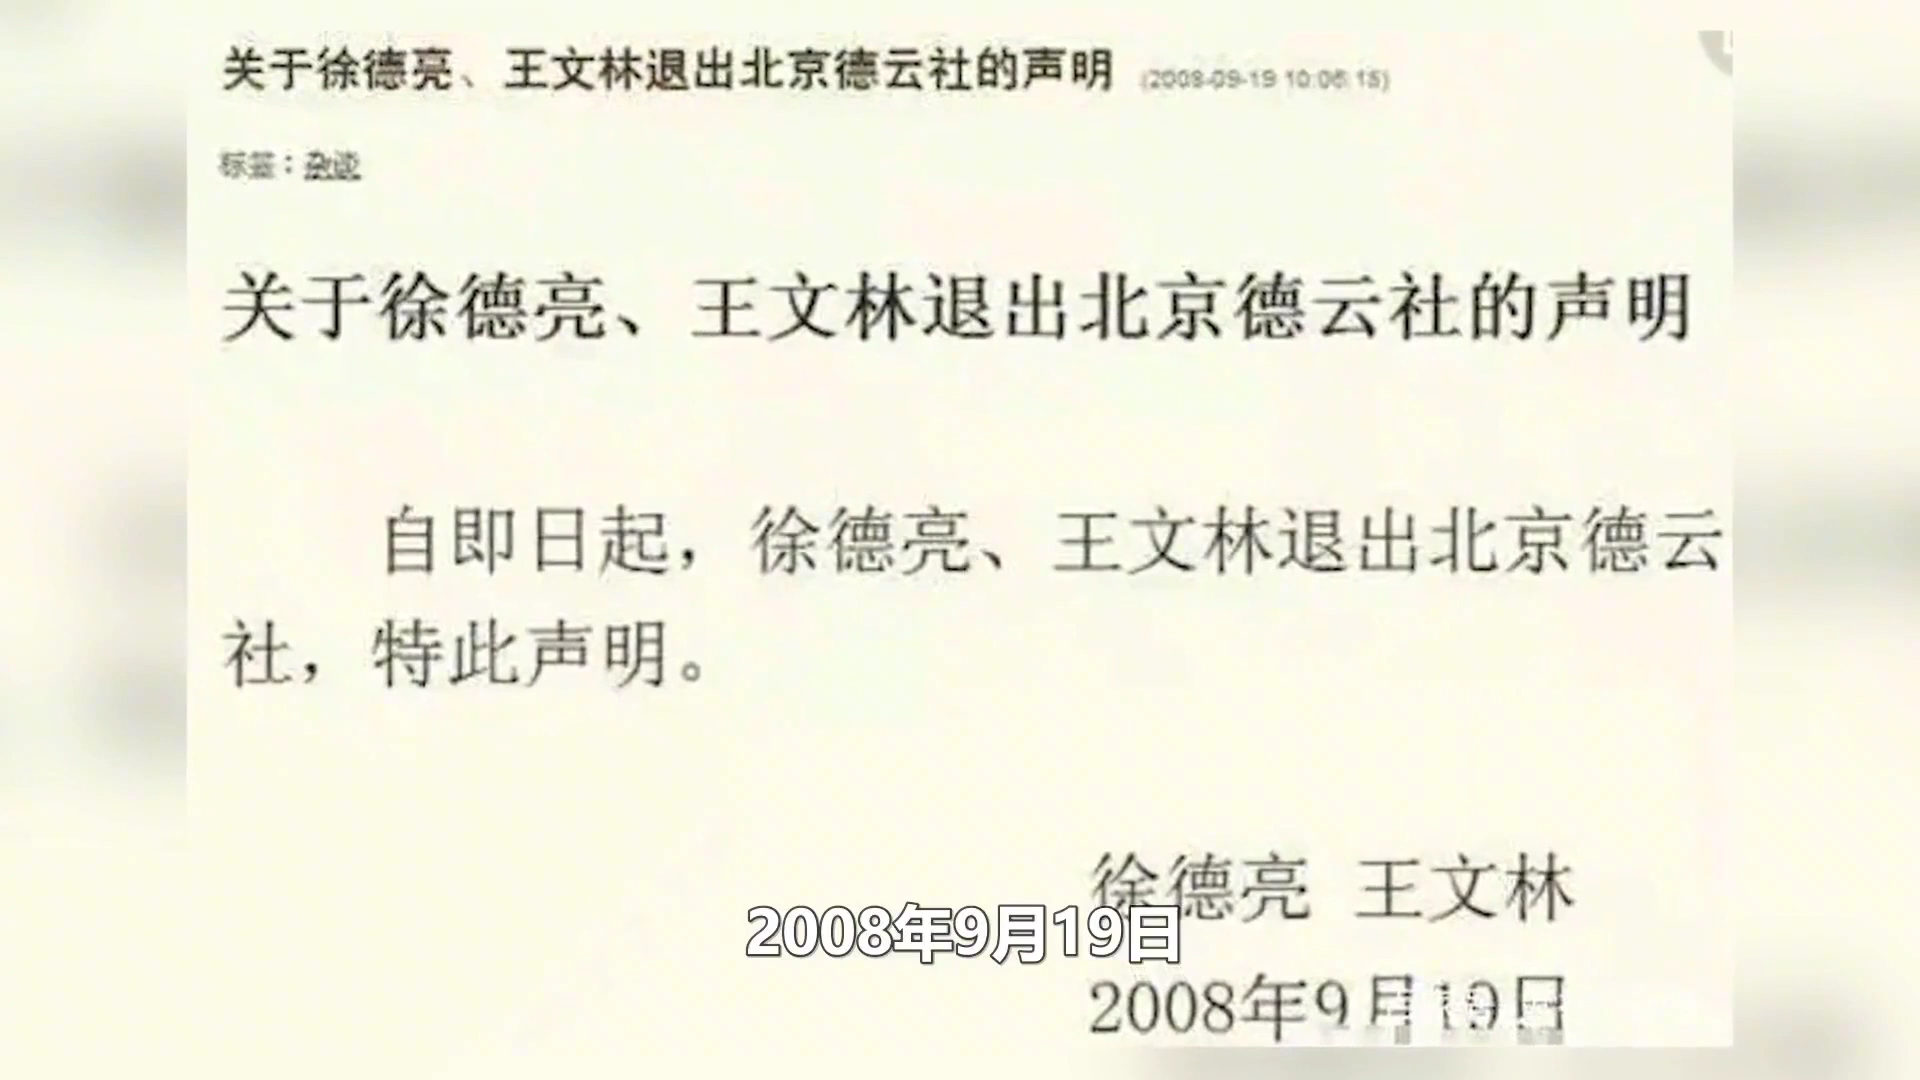 关于徐德亮、王文林退出北京德云社的声明 (2008-09-19 10:06:16)
标签：杂谈
关于徐德亮、王文林退出北京德云社的声明
自即日起，徐德亮、王文林退出北京德云
社，特此声明。
徐德亮 王文林
2008年9月19日
2008年9月19日